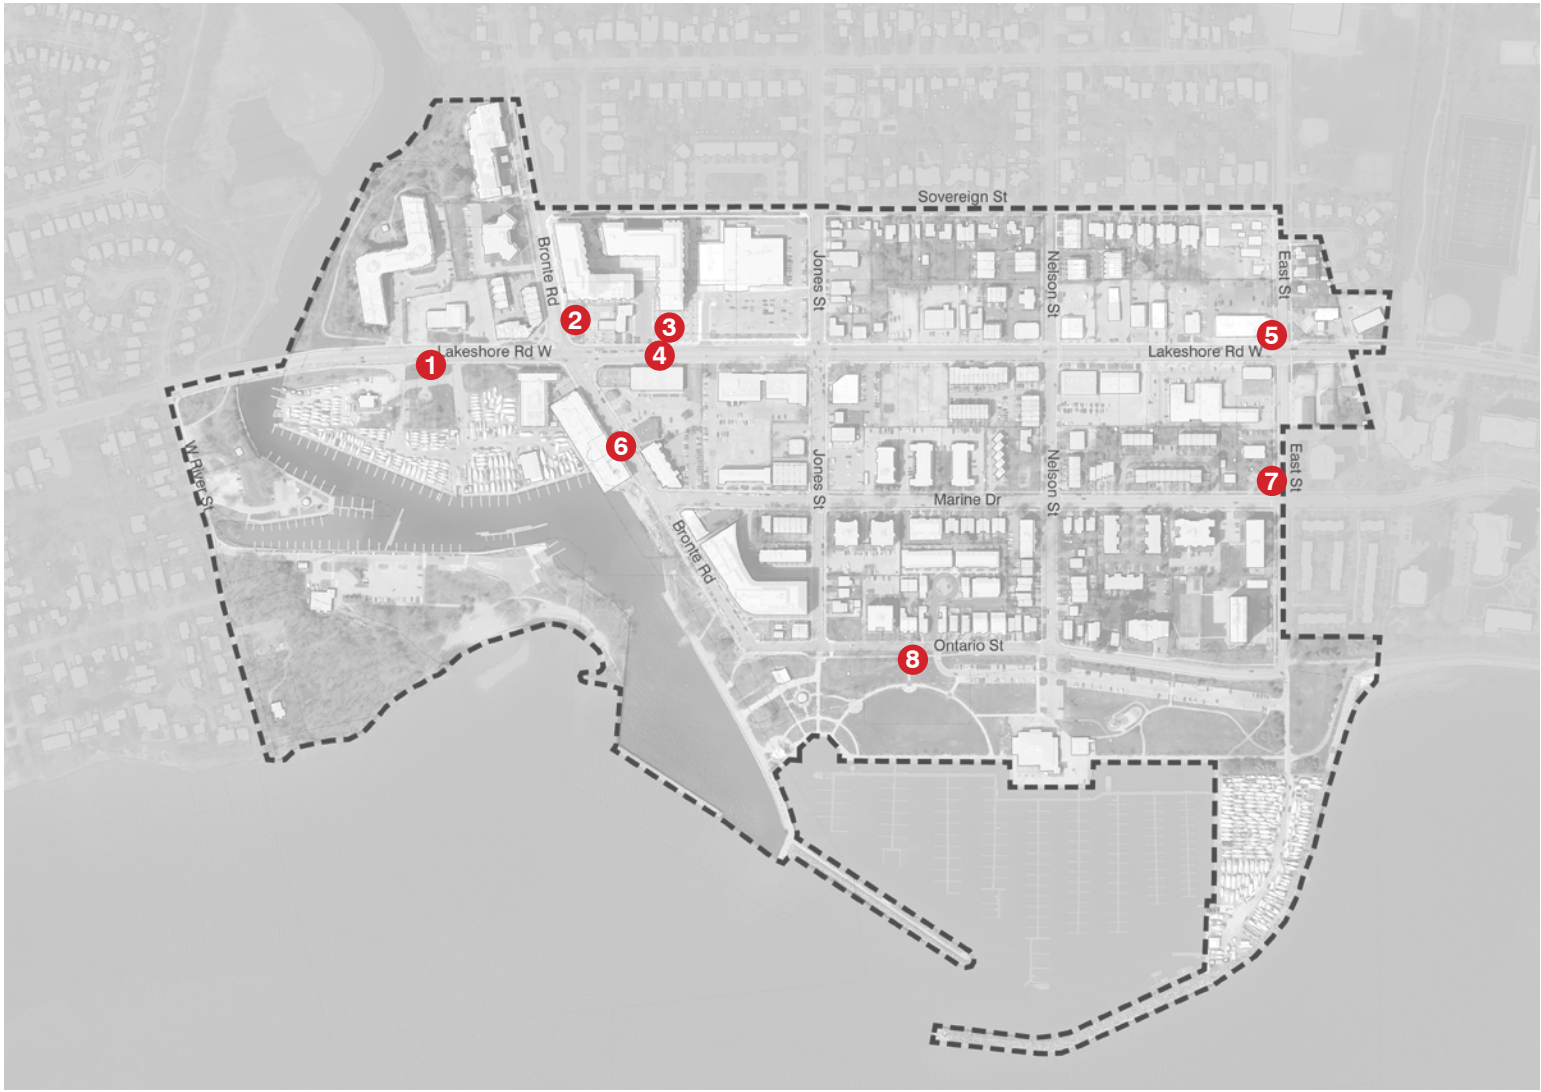 Sovereign St
Bronte Rd
Jones St
Nelson St
East St
2
3
5
1
Lakeshore Rd W
4
Lakeshore Rd W
6
W River St
Jones St
Nelson St
East St
7
Marine Dr
Bronte Rd
Ontario St
8